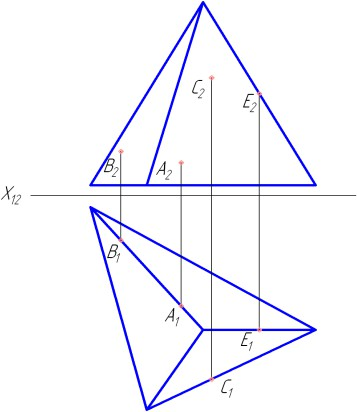 C₂
E₂
B₂ A₂
X₁₂
B₁
A₁
E₁
C₁